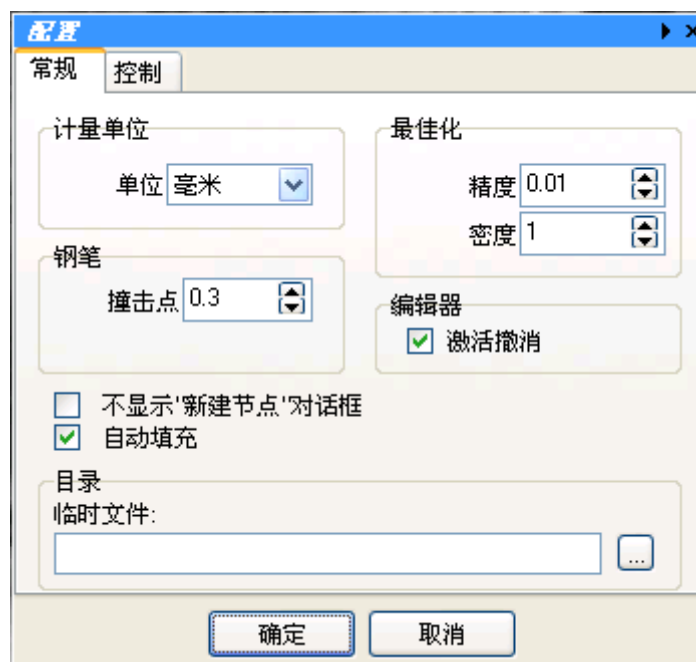 配置
常规 控制
计量单位
单位 毫米
最佳化
精度 0.01
密度 1
钢笔
撞击点 0.3
编辑器
激活撤消
不显示'新建节点'对话框
自动填充
目录
临时文件:
...
确定 取消